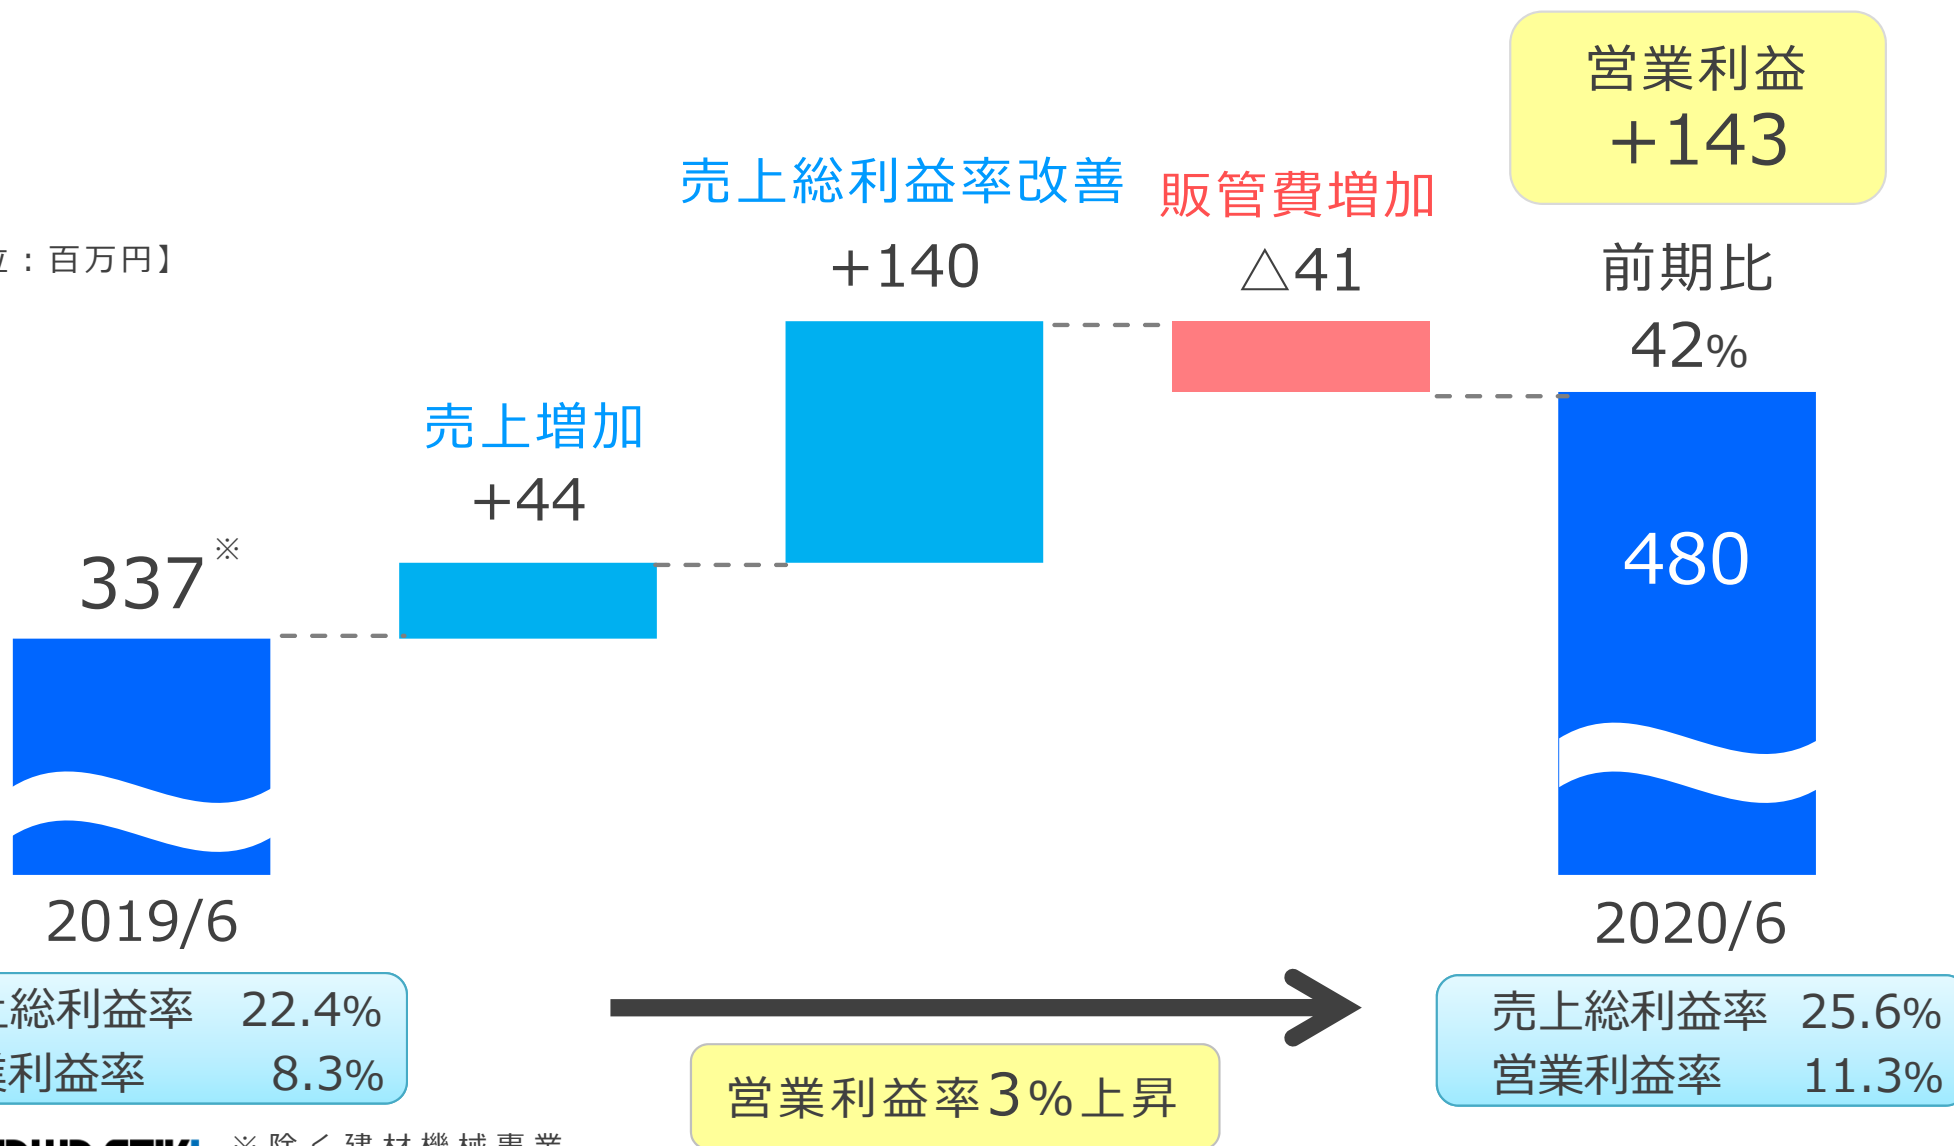 営業利益
+143
売上総利益率改善
販管費増加
位：百万円】
+140
△41
前期比
42%
売上増加
+44
337※
480
2019/6
2020/6
総利益率 22.4%
利益率 8.3%
売上総利益率 25.6%
営業利益率 11.3%
営業利益率3%上昇
※除く建材機械事業